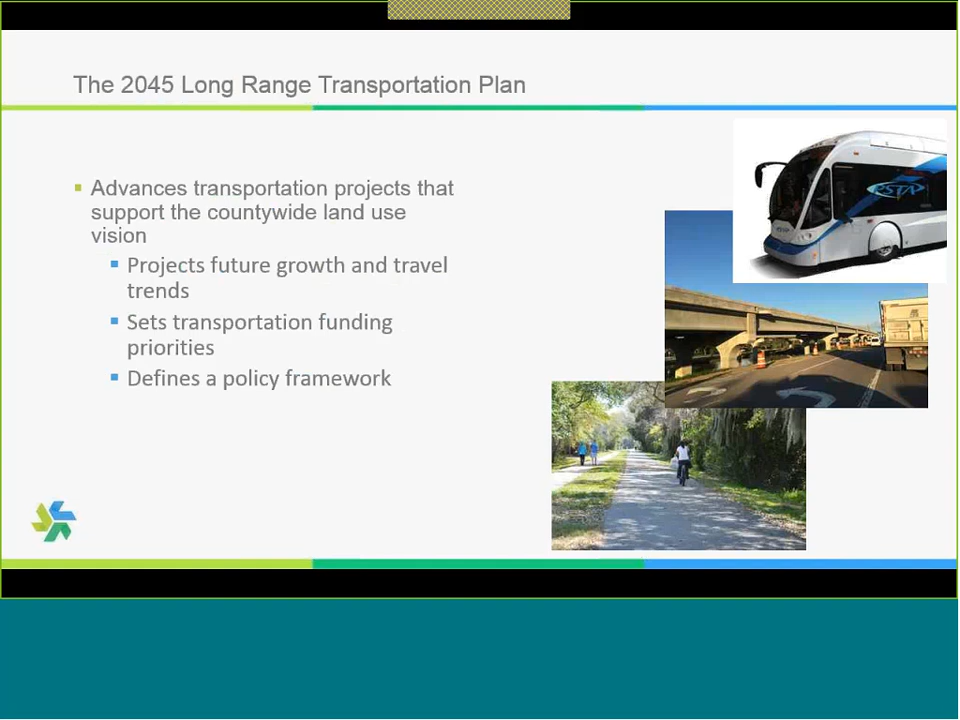 The 2045 Long Range Transportation Plan
Advances transportation projects that
support the countywide land use
vision
Projects future growth and travel
trends
Sets transportation funding
priorities
Defines a policy framework
PSTA